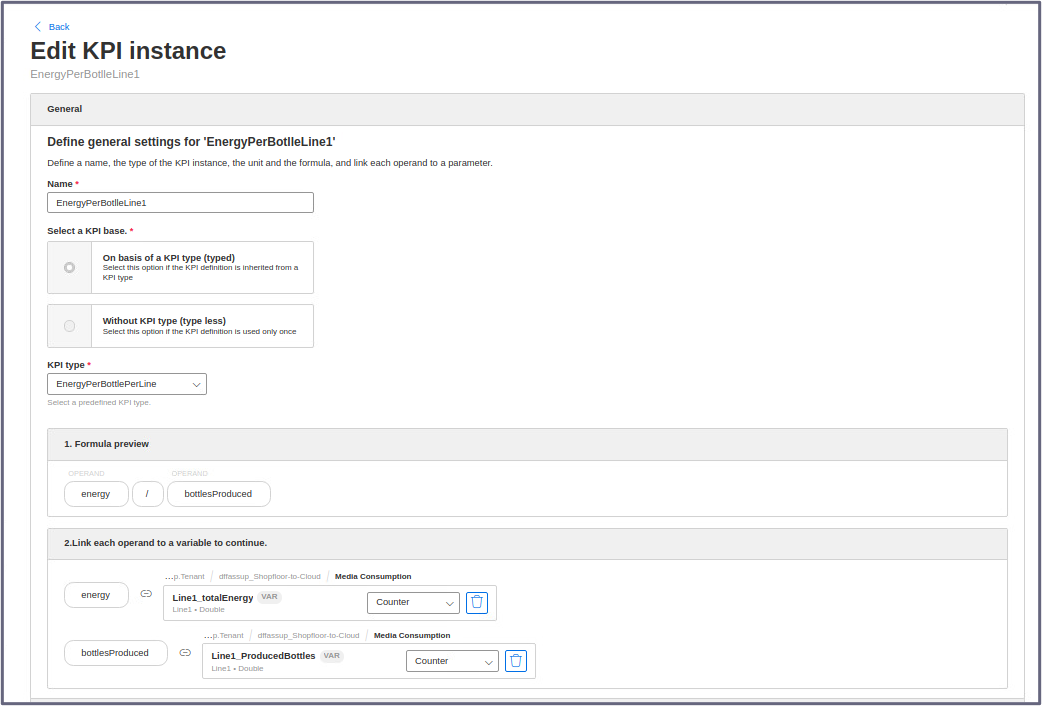 Back
Edit KPI instance
EnergyPerBotlleLine1
General
Define general settings for 'EnergyPerBotlleLine1'
Define a name, the type of the KPI instance, the unit and the formula, and link each operand to a parameter.
Name *
EnergyPerBotlleLine1
Select a KPI base. *
On basis of a KPI type (typed)
Select this option if the KPI definition is inherited from a
KPI type
Without KPI type (type less)
Select this option if the KPI definition is used only once
KPI type *
EnergyPerBottlePerLine
Select a predefined KPI type.
1. Formula preview
OPERAND OPERAND
energy / bottlesProduced
2.Link each operand to a variable to continue.
...p.Tenant / dffassup_Shopfloor-to-Cloud / Media Consumption
energy Line1_totalEnergy VAR Counter
Line1 • Double
...p.Tenant / dffassup_Shopfloor-to-Cloud / Media Consumption
bottlesProduced Line1_ProducedBottles VAR Counter
Line1 • Double